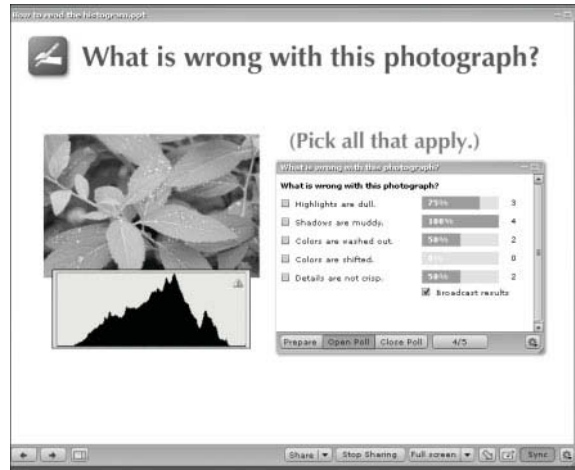 How to read the histogram.ppt
What is wrong with this photograph?
(Pick all that apply.)
What is wrong with this photograph?
What is wrong with this photograph?
Highlights are dull. 75% 3
Shadows are muddy. 100% 4
Colors are washed out. 50% 2
Colors are shifted. 0% 0
Details are not crisp. 50% 2
Broadcast results
Prepare Open Poll Close Poll 4/5
Share Stop Sharing Full screen Sync